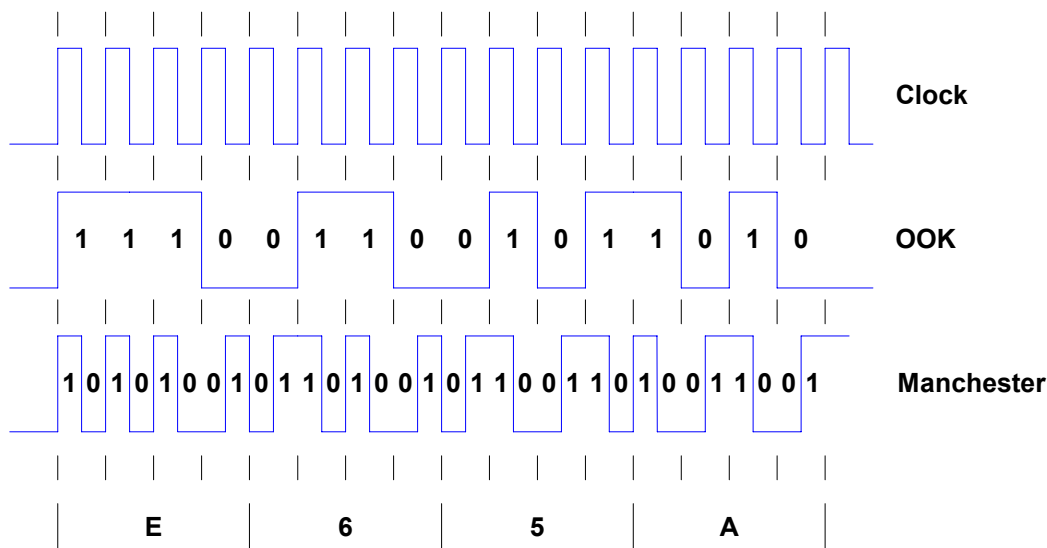 Clock
1 1 1 0 0 1 1 0 0 1 0 1 1 0 1 0 OOK
1 0 1 0 1 0 0 1 0 1 1 0 1 0 0 1 0 1 1 0 0 1 1 0 1 0 0 1 1 0 0 1 Manchester
E 6 5 A